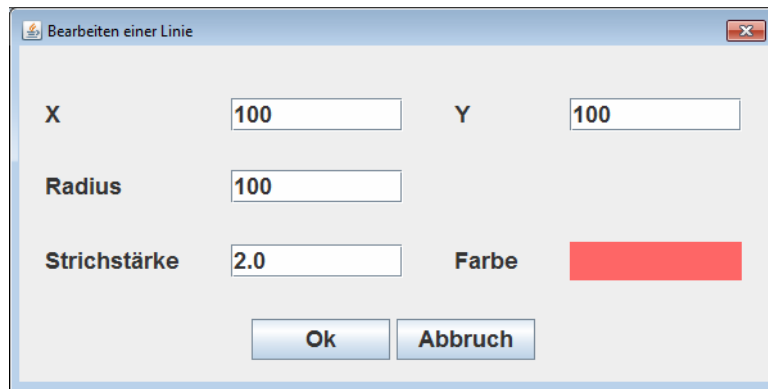 Bearbeiten einer Linie
X 100 Y 100
Radius 100
Strichstärke 2.0 Farbe
Ok Abbruch